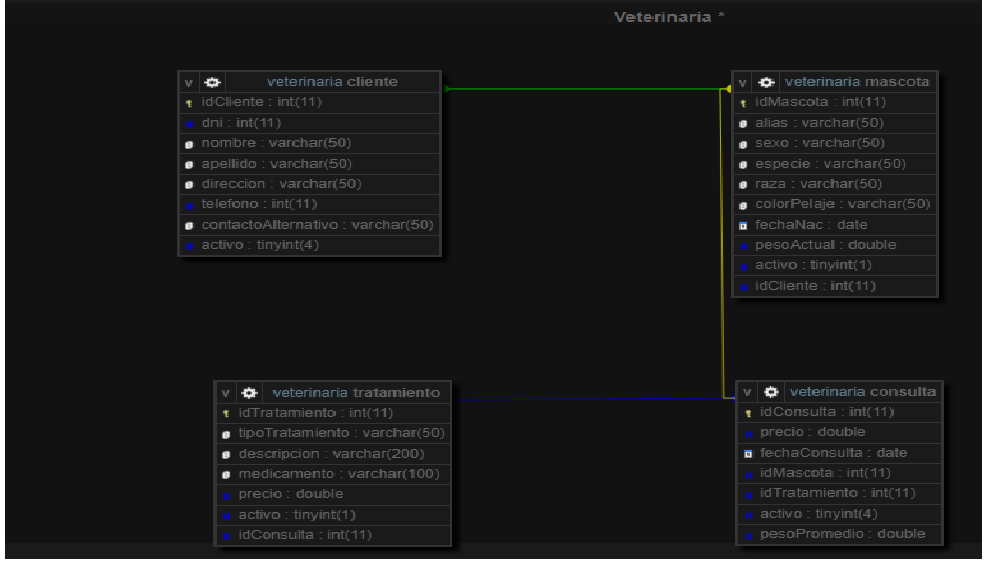 Veterinaria *
v veterinaria cliente
idCliente : int(11)
dni : int(11)
nombre : varchar(50)
apellido : varchar(50)
direccion : varchar(50)
telefono : int(11)
contactoAlternativo : varchar(50)
activo : tinyint(4)
v veterinaria mascota
idMascota : int(11)
alias : varchar(50)
sexo : varchar(50)
especie : varchar(50)
raza : varchar(50)
colorPelaje : varchar(50)
fechaNac : date
pesoActual : double
activo : tinyint(1)
idCliente : int(11)
v veterinaria tratamiento
idTratamiento : int(11)
tipoTratamiento : varchar(50)
descripcion : varchar(200)
medicamento : varchar(100)
precio : double
activo : tinyint(1)
idConsulta : int(11)
v veterinaria consulta
idConsulta : int(11)
precio : double
fechaConsulta : date
idMascota : int(11)
idTratamiento : int(11)
activo : tinyint(4)
pesoPromedio : double